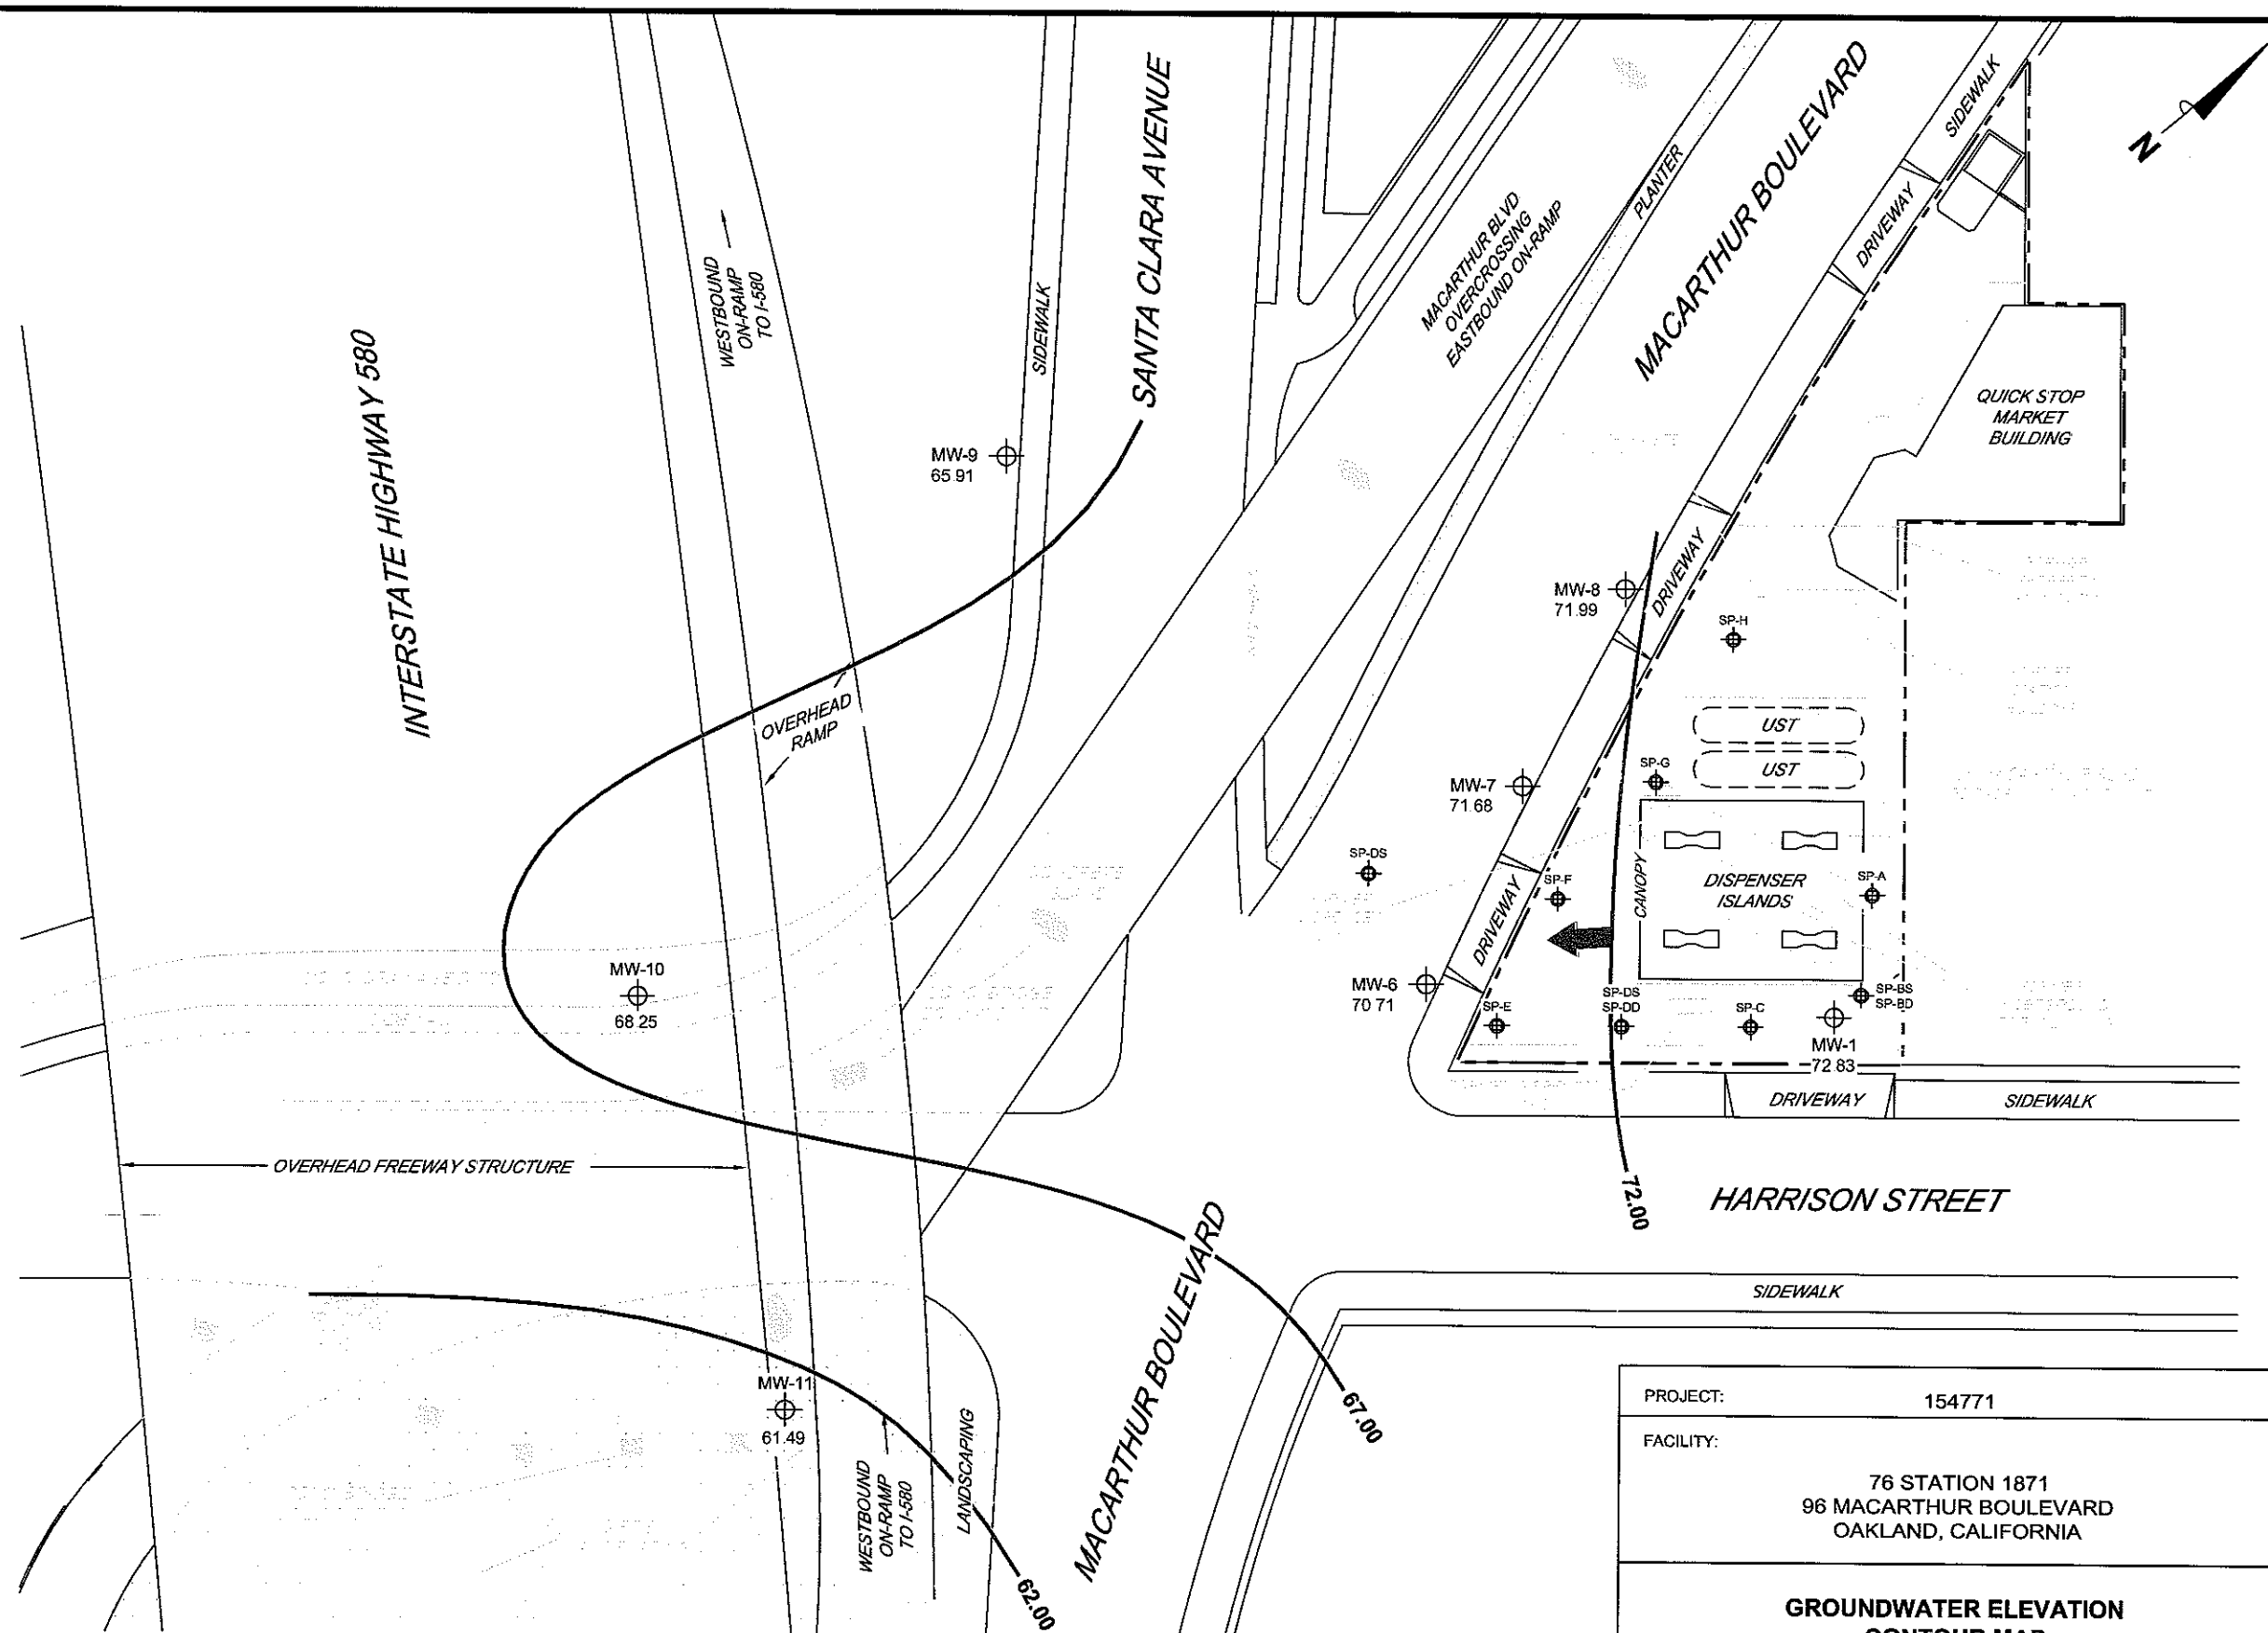 INTERSTATE HIGHWAY 580
WESTBOUND
ON-RAMP
TO I-580
SIDEWALK
SANTA CLARA AVENUE
MACARTHUR BLVD
OVERCROSSING
EASTBOUND ON-RAMP
PLANTER
MACARTHUR BOULEVARD
SIDEWALK
DRIVEWAY
N
QUICK STOP
MARKET
BUILDING
MW-9
65.91
MW-8
71.99
DRIVEWAY
SP-H
UST
UST
SP-G
OVERHEAD
RAMP
MW-7
71.68
SP-DS
SP-F
CANOPY
DISPENSER
ISLANDS
SP-A
DRIVEWAY
MW-10
68.25
MW-6
70.71
SP-E
SP-DS
SP-DD
SP-C
SP-BS
SP-BD
MW-1
72.83
DRIVEWAY
SIDEWALK
OVERHEAD FREEWAY STRUCTURE
72.00
HARRISON STREET
SIDEWALK
MW-11
61.49
WESTBOUND
ON-RAMP
TO I-580
LANDSCAPING
MACARTHUR BOULEVARD
67.00
62.00
PROJECT:
154771
FACILITY:
76 STATION 1871
96 MACARTHUR BOULEVARD
OAKLAND, CALIFORNIA
GROUNDWATER ELEVATION
CONTOUR MAP